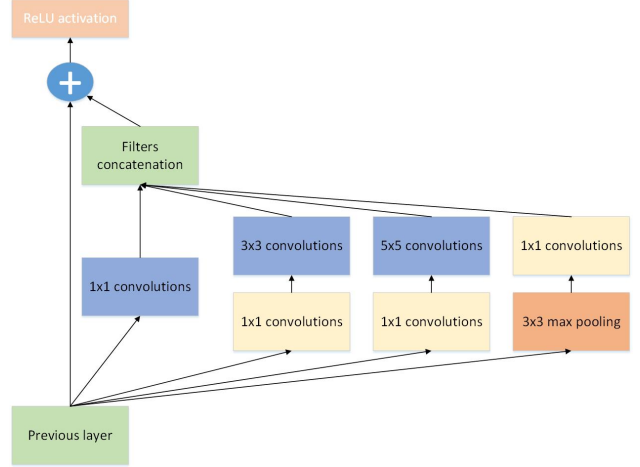 ReLU activation
+
Filters
concatenation
3x3 convolutions
5x5 convolutions
1x1 convolutions
1x1 convolutions
1x1 convolutions
1x1 convolutions
3x3 max pooling
Previous layer